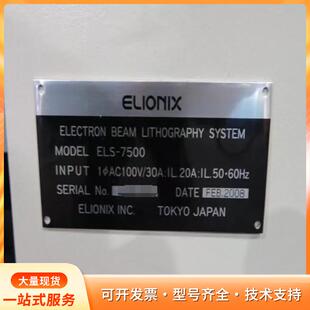 ELIONIX
ELECTRON BEAM LITHOGRAPHY SYSTEM
MODEL ELS-7500
INPUT 1φAC100V/30A:IL.20A:IL.50-60Hz
SERIAL No. DATE FEB.2008
ELIONIX INC. TOKYO JAPAN
大量现货
一站式服务
可开发票·型号齐全·技术支持